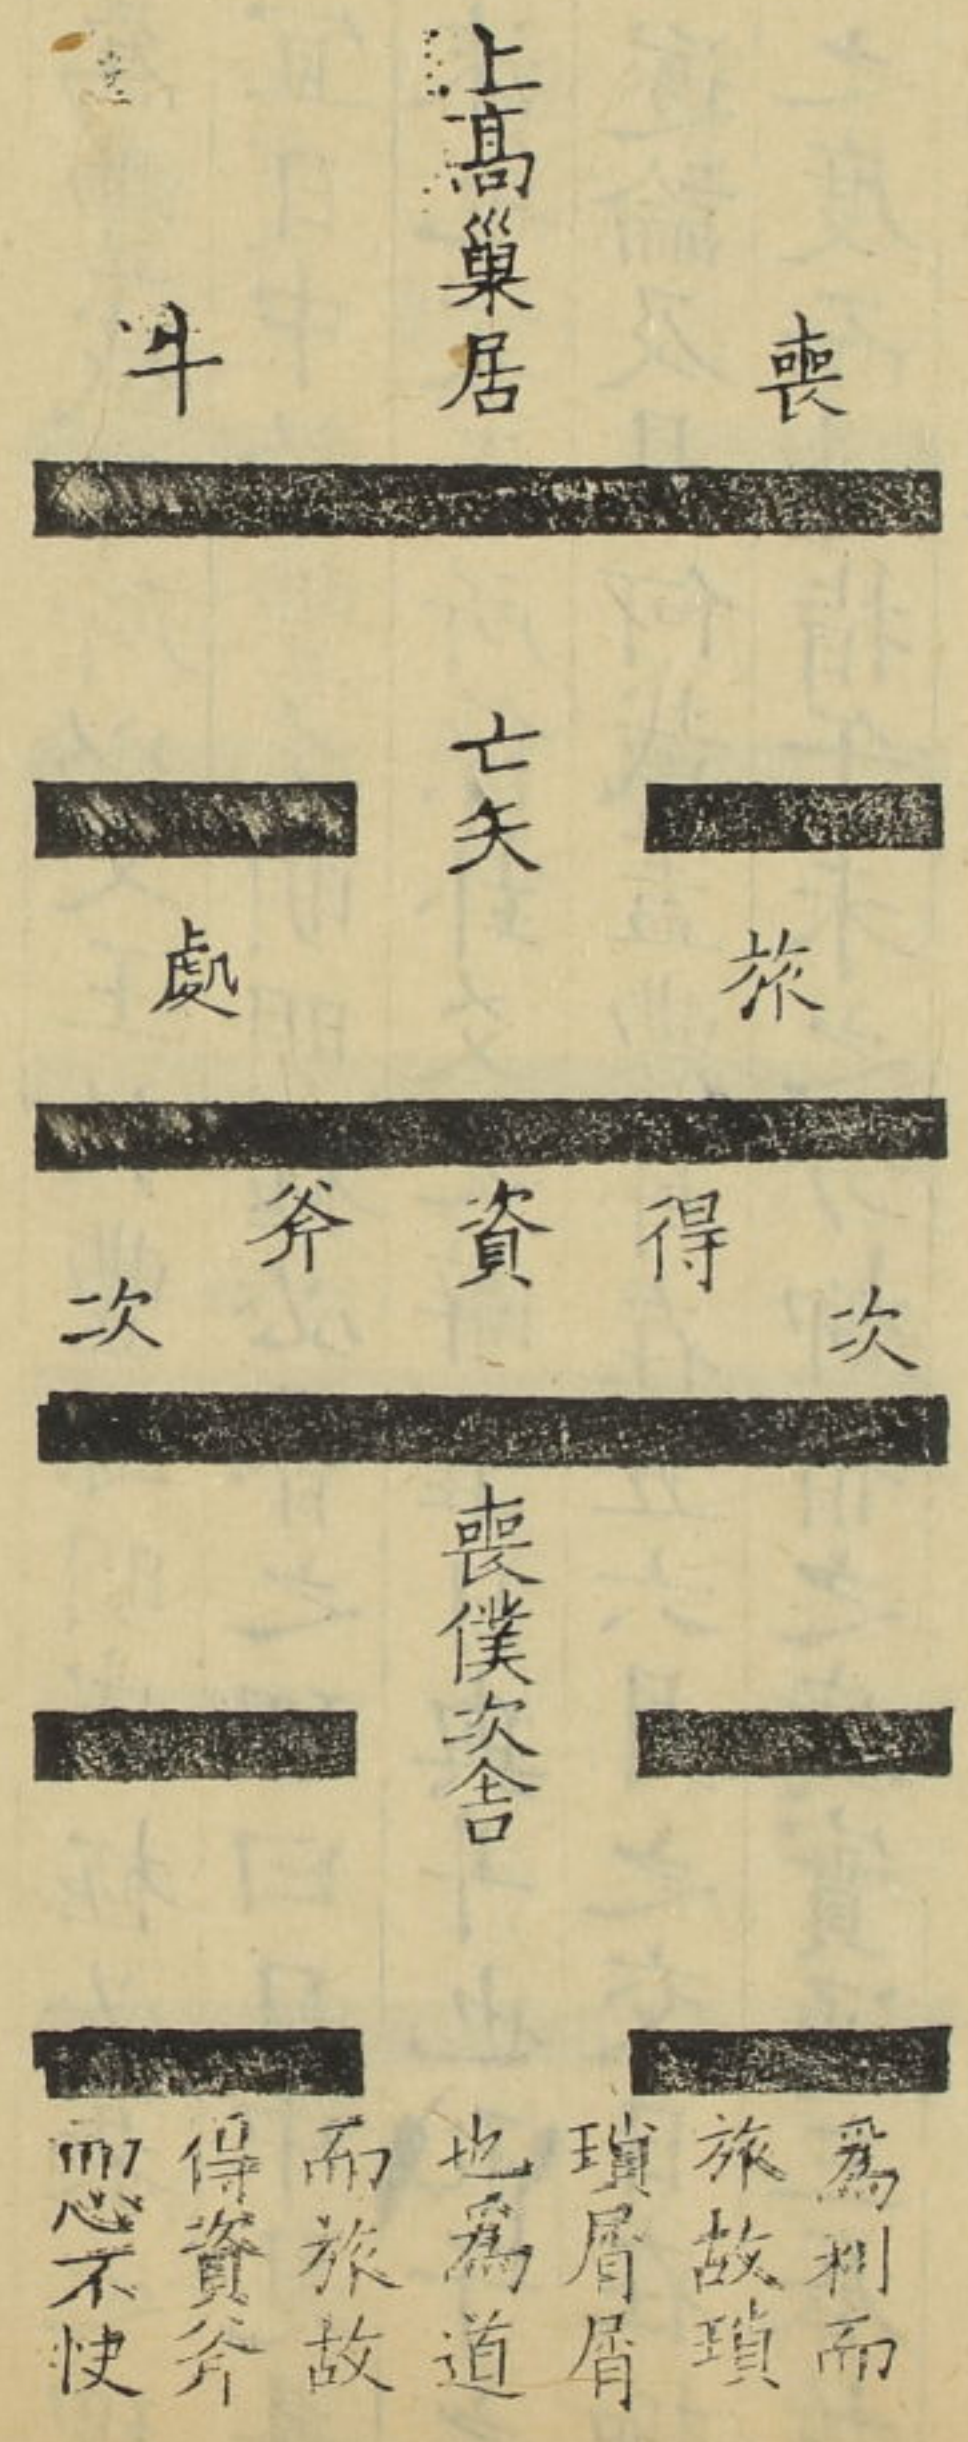 上高巢居
喪
牛
亡矢
旅
處
得
資
斧
次
次
喪僕次舍
爲利而
旅故瑣
瑣屑屑
也爲道
而旅故
得資斧
而心不快